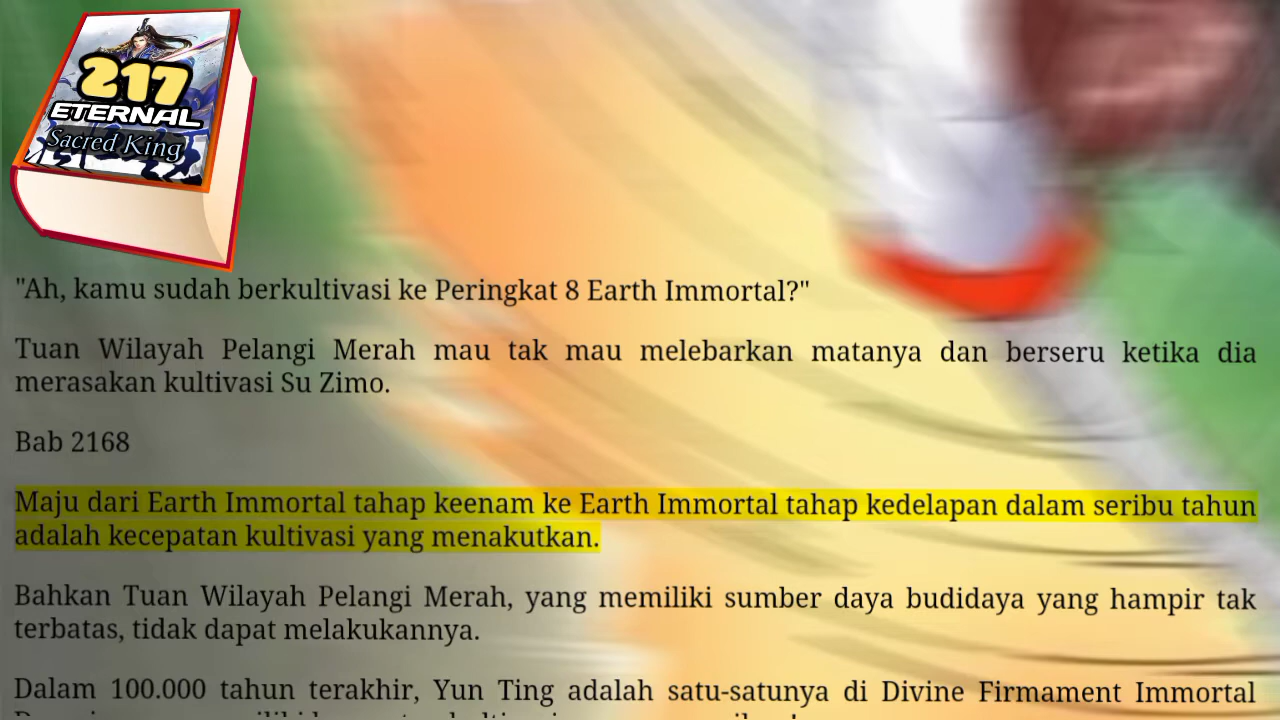 217
ETERNAL
Sacred King
"Ah, kamu sudah berkultivasi ke Peringkat 8 Earth Immortal?"
Tuan Wilayah Pelangi Merah mau tak mau melebarkan matanya dan berseru ketika dia
merasakan kultivasi Su Zimo.
Bab 2168
Maju dari Earth Immortal tahap keenam ke Earth Immortal tahap kedelapan dalam seribu tahun
adalah kecepatan kultivasi yang menakutkan.
Bahkan Tuan Wilayah Pelangi Merah, yang memiliki sumber daya budidaya yang hampir tak
terbatas, tidak dapat melakukannya.
Dalam 100.000 tahun terakhir, Yun Ting adalah satu-satunya di Divine Firmament Immortal